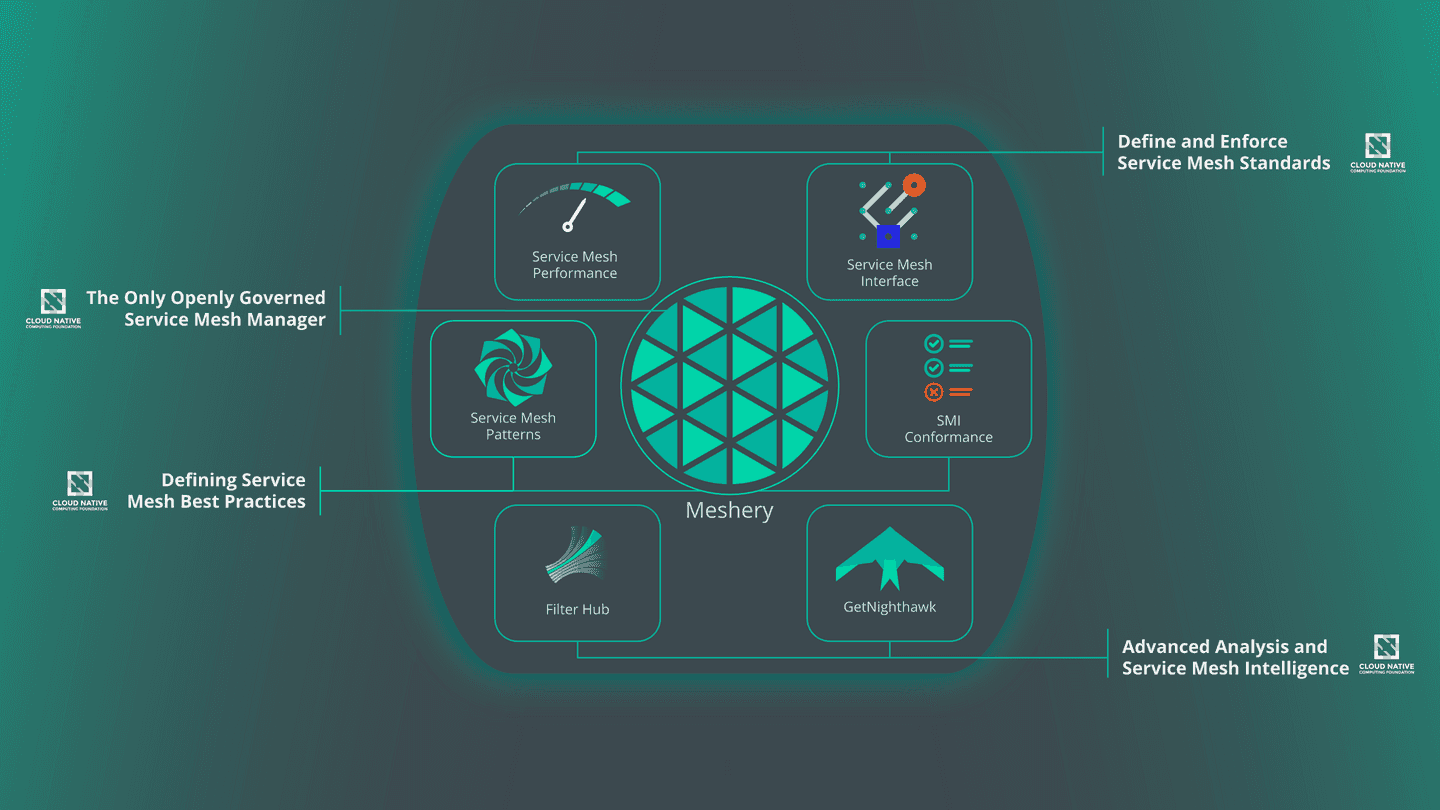 Define and Enforce
Service Mesh Standards
CLOUD NATIVE
COMPUTING FOUNDATION
Service Mesh
Performance
Service Mesh
Interface
CLOUD NATIVE
COMPUTING FOUNDATION
The Only Openly Governed
Service Mesh Manager
Service Mesh
Patterns
SMI
Conformance
CLOUD NATIVE
COMPUTING FOUNDATION
Defining Service
Mesh Best Practices
Meshery
Filter Hub
GetNighthawk
Advanced Analysis and
Service Mesh Intelligence
CLOUD NATIVE
COMPUTING FOUNDATION